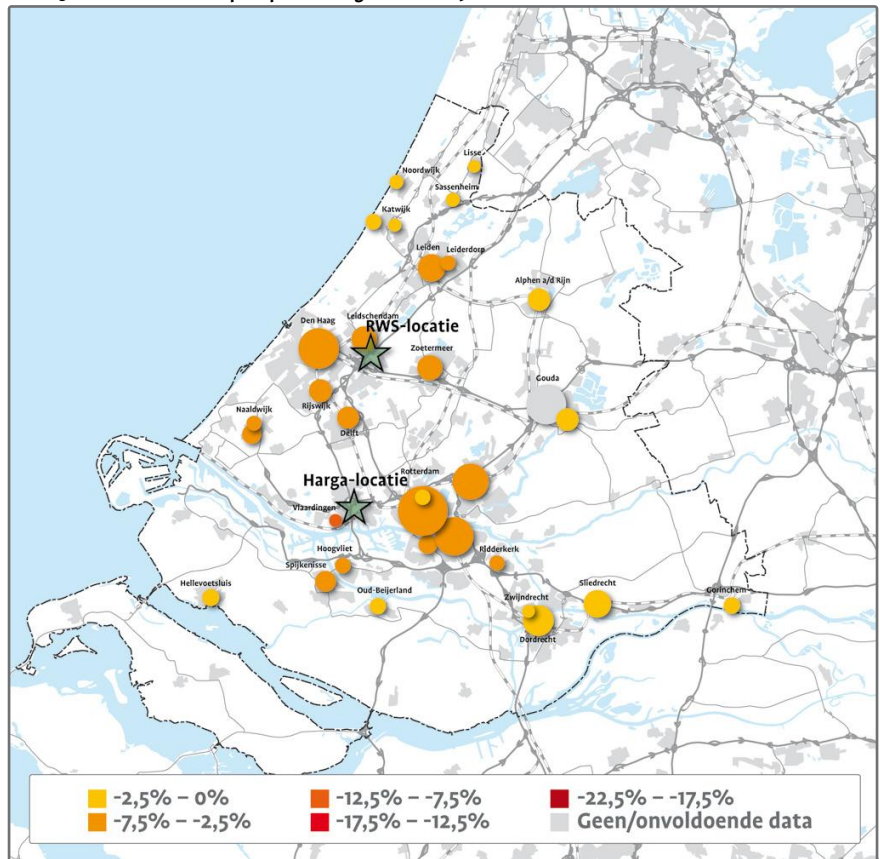 Lisse
Noordwijk
Sassenheim
Katwijk
Leiden
Leiderdorp
Alphen a/d Rijn
Den Haag
Leidschendam
RWS-locatie
Zoetermeer
Gouda
Rijswijk
Naaldwijk
Delft
Rotterdam
Harga-locatie
Vlaardingen
Hoogvliet
Ridderkerk
Spijkenisse
Hellevoetsluis
Oud-Beijerland
Zwijndrecht
Sliedrecht
Gorinchem
Dordrecht
-2,5% – 0%
-12,5% – -7,5%
-22,5% – -17,5%
-7,5% – -2,5%
-17,5% – -12,5%
Geen/onvoldoende data